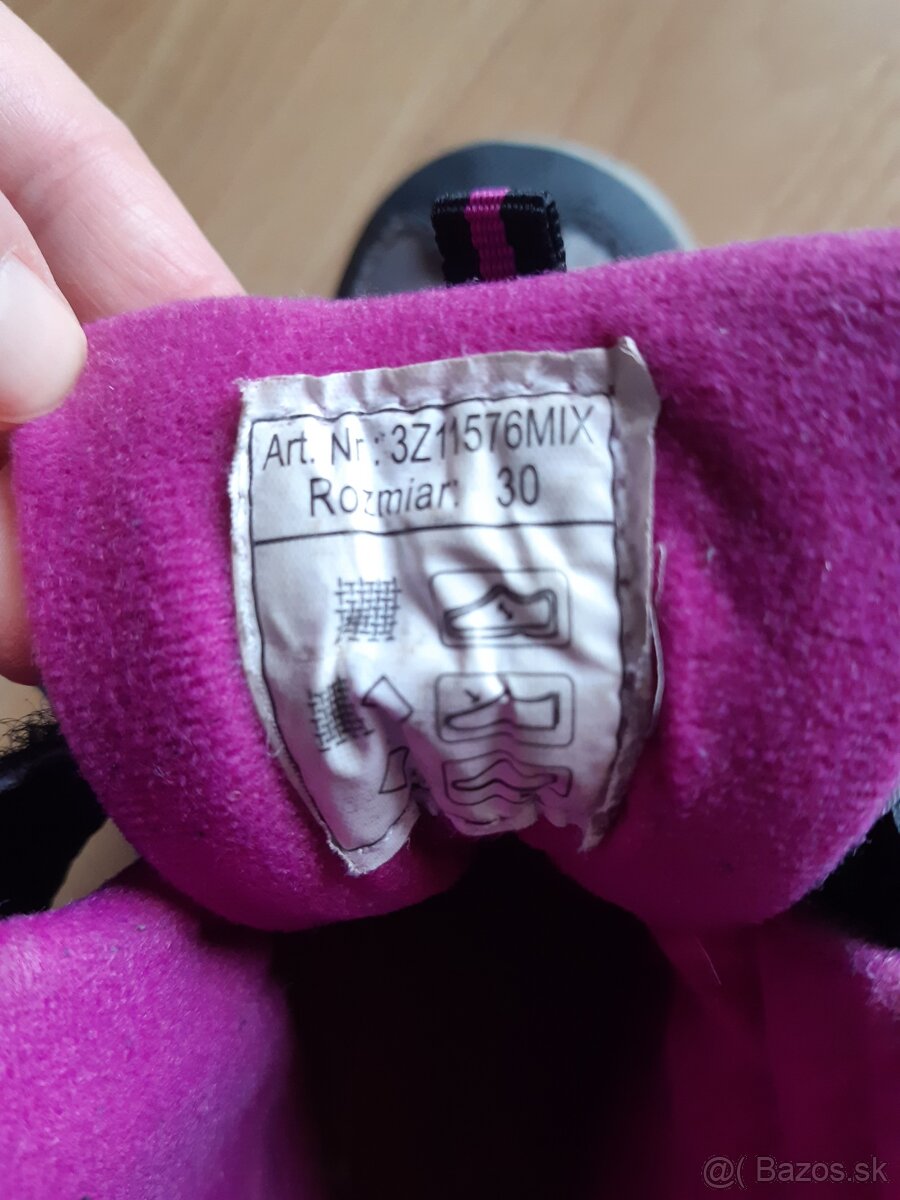 Art. Nr.: 3Z11576MIX
Rozmiar: 30
@( Bazos.sk